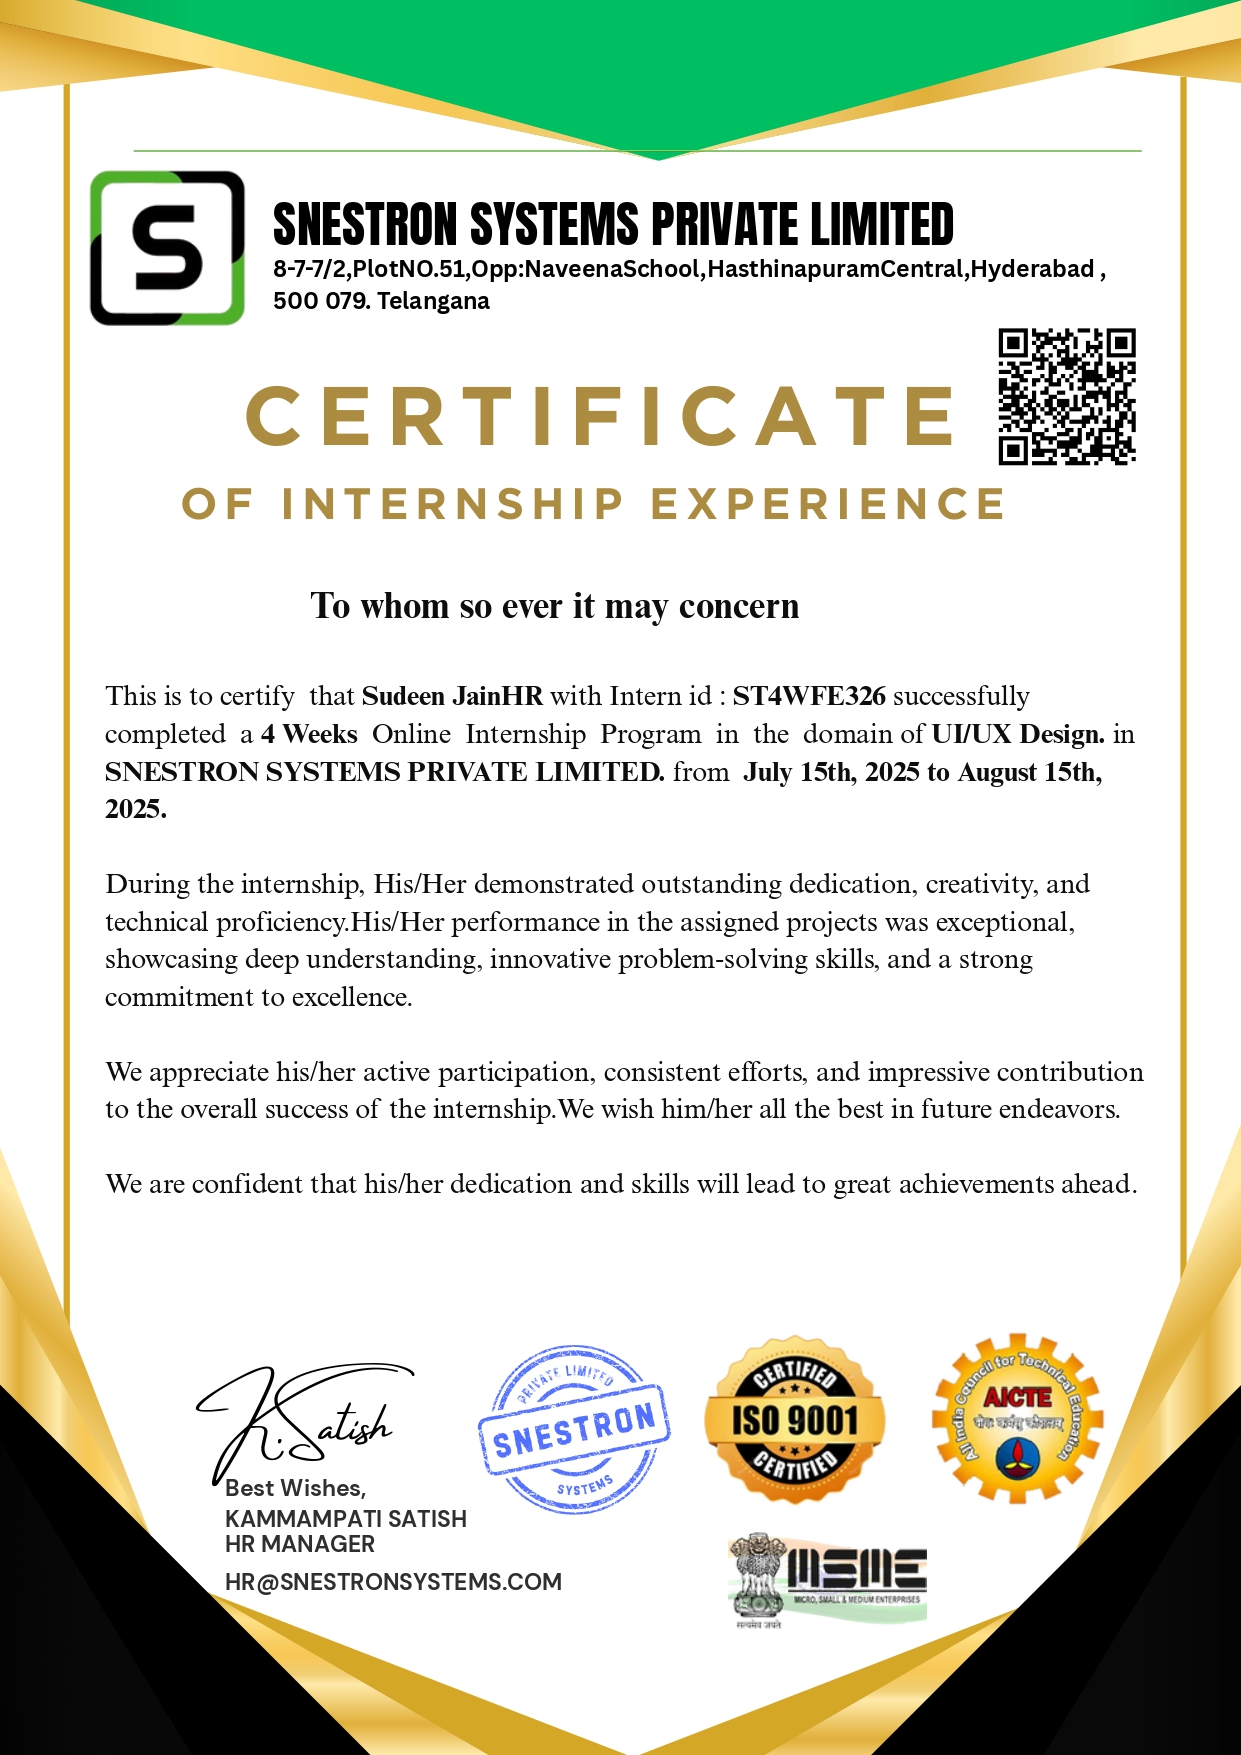 S
SNESTRON SYSTEMS PRIVATE LIMITED
8-7-7/2,PlotNO.51,Opp:NaveenaSchool,HasthinapuramCentral,Hyderabad ,
500 079. Telangana
CERTIFICATE
OF INTERNSHIP EXPERIENCE
To whom so ever it may concern
This is to certify that Sudeen JainHR with Intern id : ST4WFE326 successfully
completed a 4 Weeks Online Internship Program in the domain of UI/UX Design. in
SNESTRON SYSTEMS PRIVATE LIMITED. from July 15th, 2025 to August 15th,
2025.
During the internship, His/Her demonstrated outstanding dedication, creativity, and
technical proficiency.His/Her performance in the assigned projects was exceptional,
showcasing deep understanding, innovative problem-solving skills, and a strong
commitment to excellence.
We appreciate his/her active participation, consistent efforts, and impressive contribution
to the overall success of the internship.We wish him/her all the best in future endeavors.
We are confident that his/her dedication and skills will lead to great achievements ahead.
K.Satish
Best Wishes,
KAMMAMPATI SATISH
HR MANAGER
HR@SNESTRONSYSTEMS.COM
PRIVATE LIMITED
SNESTRON
SYSTEMS
CERTIFIED
ISO 9001
CERTIFIED
All India Council for Technical Education
AICTE
MSME
MICRO, SMALL & MEDIUM ENTERPRISES
सत्यमेव जयते